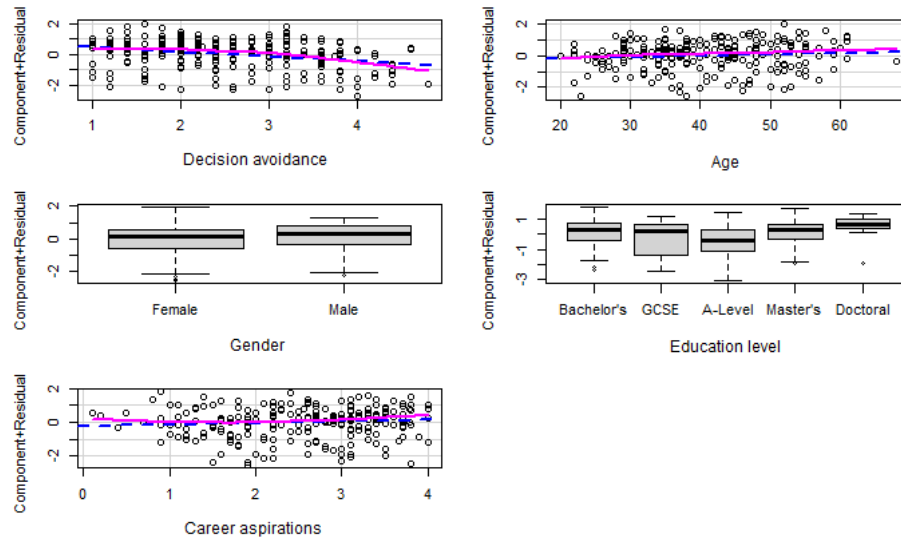 Component+Residual
2
0
-2
1 2 3 4
Decision avoidance
Component+Residual
2
0
-2
20 30 40 50 60
Age
Component+Residual
2
0
-2
Female Male
Gender
Component+Residual
1
-1
-3
Bachelor's GCSE A-Level Master's Doctoral
Education level
Component+Residual
2
0
-2
0 1 2 3 4
Career aspirations